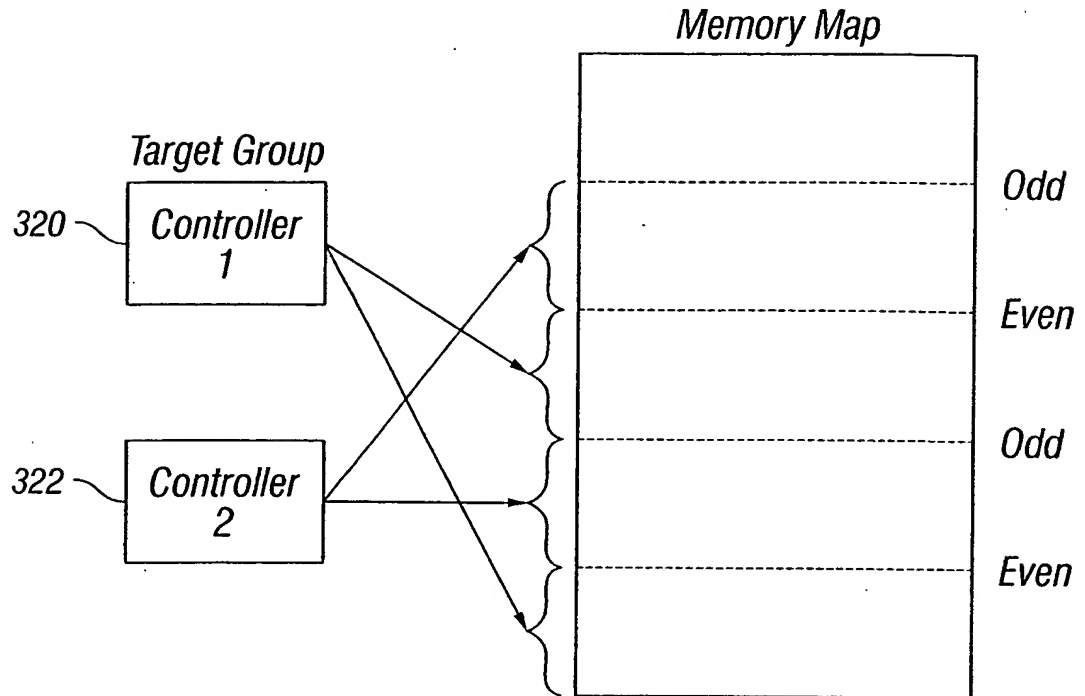 Memory Map
Target Group
320
Controller
1
322
Controller
2
Odd
Even
Odd
Even